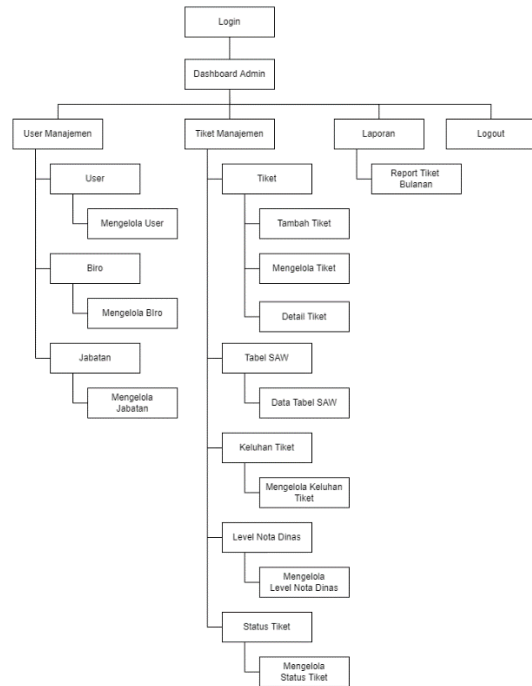 Login
Dashboard Admin
User Manajemen
Tiket Manajemen
Laporan
Logout
User
Mengelola User
Biro
Mengelola BIro
Jabatan
Mengelola
Jabatan
Tiket
Tambah Tiket
Mengelola Tiket
Detail Tiket
Tabel SAW
Data Tabel SAW
Keluhan Tiket
Mengelola Keluhan
Tiket
Level Nota Dinas
Mengelola
Level Nota Dinas
Status Tiket
Mengelola
Status Tiket
Report Tiket
Bulanan